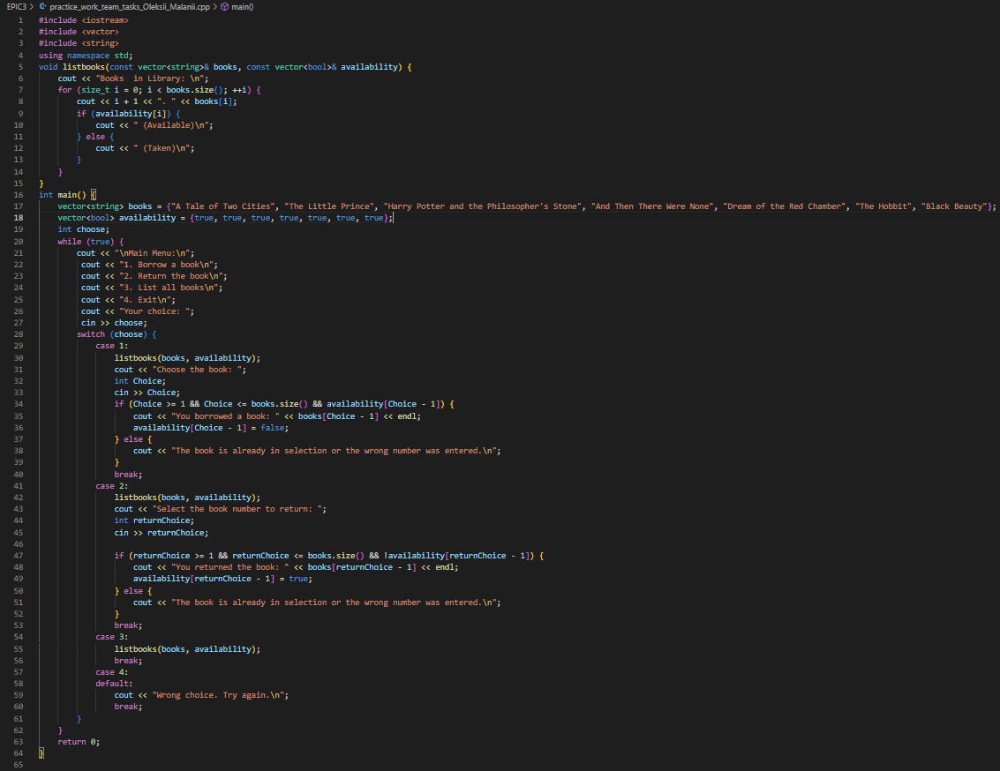 EPIC3 > practice_work_team_tasks_Oleksii_Malanii.cpp > main()
1 #include <iostream>
2 #include <vector>
3 #include <string>
4 using namespace std;
5 void listbooks(const vector<string>& books, const vector<bool>& availability) {
6     cout << "Books  in Library: \n";
7     for (size_t i = 0; i < books.size(); ++i) {
8         cout << i + 1 << ". " << books[i];
9         if (availability[i]) {
10             cout << " (Available)\n";
11         } else {
12             cout << " (Taken)\n";
13         }
14     }
15 }
16 int main() {
17     vector<string> books = {"A Tale of Two Cities", "The Little Prince", "Harry Potter and the Philosopher's Stone", "And Then There Were None", "Dream of the Red Chamber", "The Hobbit", "Black Beauty"};
18     vector<bool> availability = {true, true, true, true, true, true, true};
19     int choose;
20     while (true) {
21         cout << "\nMain Menu:\n";
22          cout << "1. Borrow a book\n";
23          cout << "2. Return the book\n";
24          cout << "3. List all books\n";
25          cout << "4. Exit\n";
26          cout << "Your choice: ";
27          cin >> choose;
28         switch (choose) {
29             case 1:
30                 listbooks(books, availability);
31                 cout << "Choose the book: ";
32                 int Choice;
33                 cin >> Choice;
34                 if (Choice >= 1 && Choice <= books.size() && availability[Choice - 1]) {
35                     cout << "You borrowed a book: " << books[Choice - 1] << endl;
36                     availability[Choice - 1] = false;
37                 } else {
38                     cout << "The book is already in selection or the wrong number was entered.\n";
39                 }
40                 break;
41             case 2:
42                 listbooks(books, availability);
43                 cout << "Select the book number to return: ";
44                 int returnChoice;
45                 cin >> returnChoice;
46
47                 if (returnChoice >= 1 && returnChoice <= books.size() && !availability[returnChoice - 1]) {
48                     cout << "You returned the book: " << books[returnChoice - 1] << endl;
49                     availability[returnChoice - 1] = true;
50                 } else {
51                     cout << "The book is already in selection or the wrong number was entered.\n";
52                 }
53                 break;
54             case 3:
55                 listbooks(books, availability);
56                 break;
57             case 4:
58             default:
59                 cout << "Wrong choice. Try again.\n";
60                 break;
61         }
62     }
63     return 0;
64 }
65